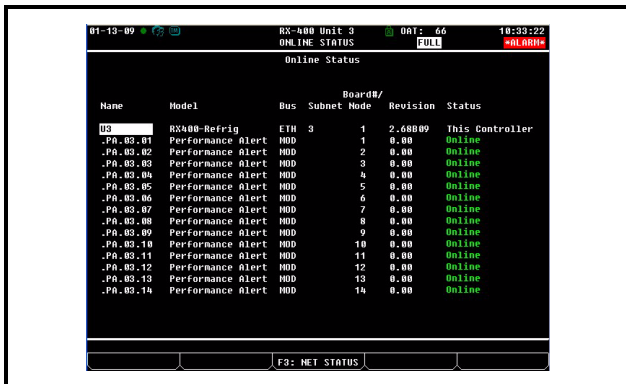 01-13-09 RX-400 Unit 3 OAT: 66 10:33:22
ONLINE STATUS FULL *ALARM*
Online Status
Board#/
Name Model Bus Subnet Node Revision Status
U3 RX400-Refrig ETH 3 1 2.68B09 This Controller
.PA.03.01 Performance Alert MOD 1 0.00 Online
.PA.03.02 Performance Alert MOD 2 0.00 Online
.PA.03.03 Performance Alert MOD 3 0.00 Online
.PA.03.04 Performance Alert MOD 4 0.00 Online
.PA.03.05 Performance Alert MOD 5 0.00 Online
.PA.03.06 Performance Alert MOD 6 0.00 Online
.PA.03.07 Performance Alert MOD 7 0.00 Online
.PA.03.08 Performance Alert MOD 8 0.00 Online
.PA.03.09 Performance Alert MOD 9 0.00 Online
.PA.03.10 Performance Alert MOD 10 0.00 Online
.PA.03.11 Performance Alert MOD 11 0.00 Online
.PA.03.12 Performance Alert MOD 12 0.00 Online
.PA.03.13 Performance Alert MOD 13 0.00 Online
.PA.03.14 Performance Alert MOD 14 0.00 Online
F3: NET STATUS